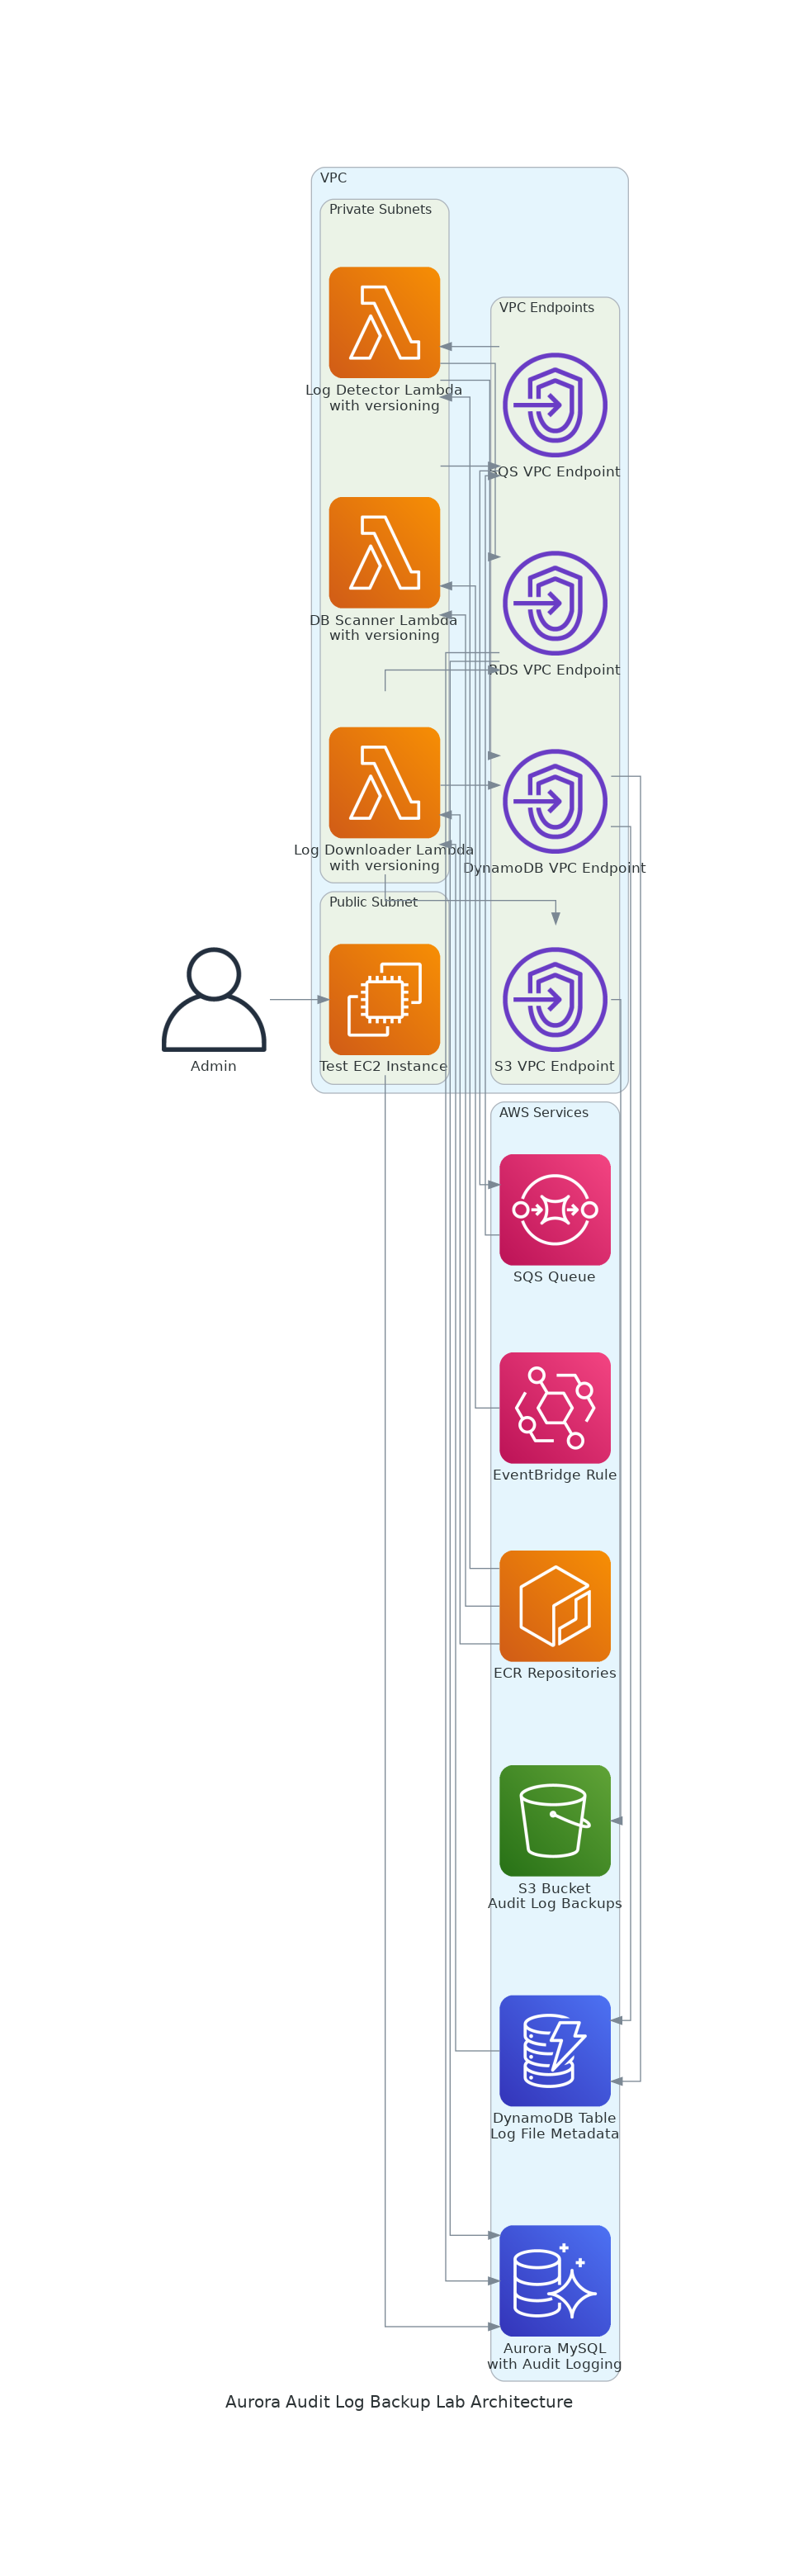 VPC
Private Subnets
Log Detector Lambda
with versioning
VPC Endpoints
SQS VPC Endpoint
DB Scanner Lambda
with versioning
RDS VPC Endpoint
Log Downloader Lambda
with versioning
DynamoDB VPC Endpoint
Public Subnet
Admin
Test EC2 Instance
S3 VPC Endpoint
AWS Services
SQS Queue
EventBridge Rule
ECR Repositories
S3 Bucket
Audit Log Backups
DynamoDB Table
Log File Metadata
Aurora MySQL
with Audit Logging
Aurora Audit Log Backup Lab Architecture